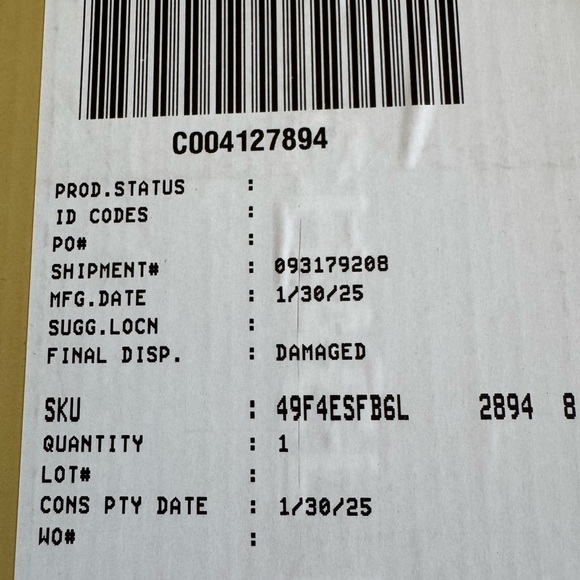 C004127894
PROD.STATUS :
ID CODES :
PO# :
SHIPMENT# : 093179208
MFG.DATE : 1/30/25
SUGG.LOCN :
FINAL DISP. : DAMAGED
SKU : 49F4ESFB6L 2894 8
QUANTITY : 1
LOT# :
CONS PTY DATE : 1/30/25
WO# :